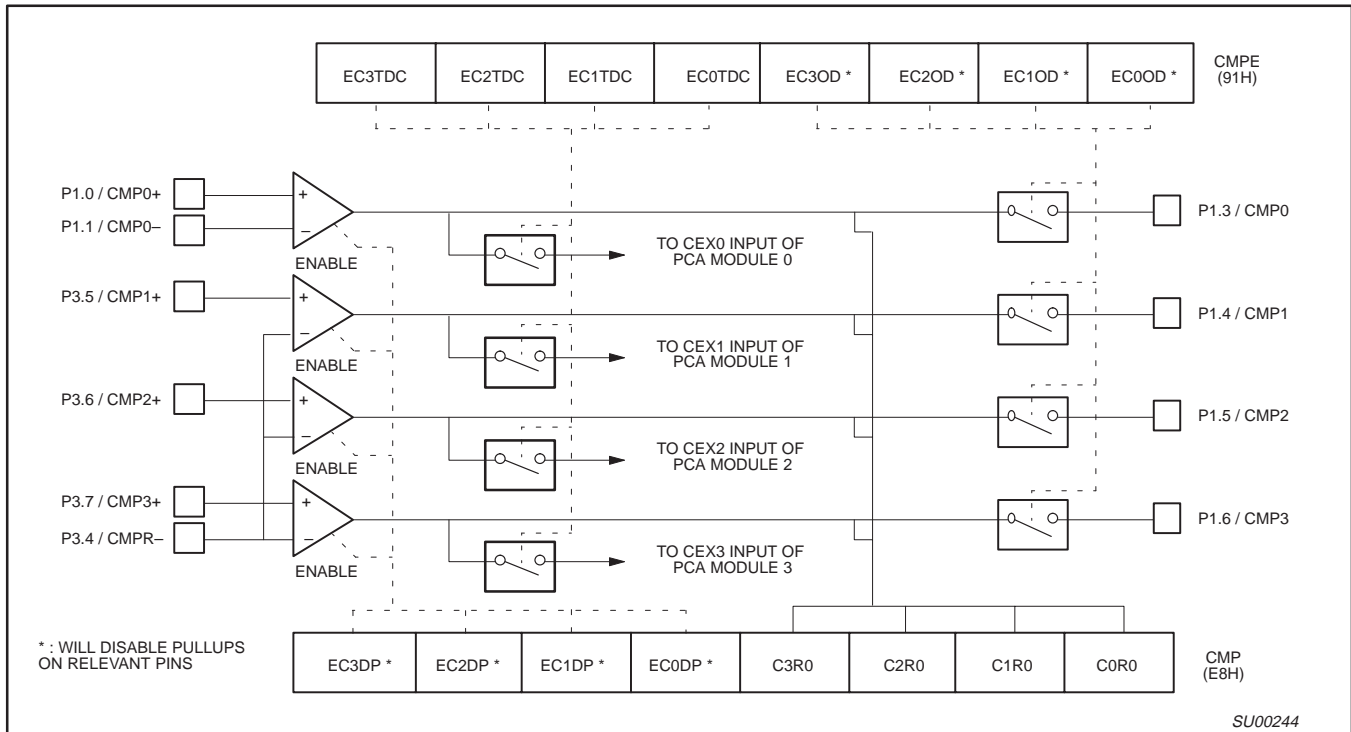 EC3TDC EC2TDC EC1TDC EC0TDC EC3OD * EC2OD * EC1OD * EC0OD *
CMPE
(91H)
P1.0 / CMP0+
+
P1.1 / CMP0–
–
ENABLE
TO CEX0 INPUT OF
PCA MODULE 0
P1.3 / CMP0
P3.5 / CMP1+
+
–
ENABLE
TO CEX1 INPUT OF
PCA MODULE 1
P1.4 / CMP1
P3.6 / CMP2+
+
–
ENABLE
TO CEX2 INPUT OF
PCA MODULE 2
P1.5 / CMP2
P3.7 / CMP3+
+
P3.4 / CMPR–
–
ENABLE
TO CEX3 INPUT OF
PCA MODULE 3
P1.6 / CMP3
* : WILL DISABLE PULLUPS
ON RELEVANT PINS
EC3DP * EC2DP * EC1DP * EC0DP * C3R0 C2R0 C1R0 C0R0
CMP
(E8H)
SU00244